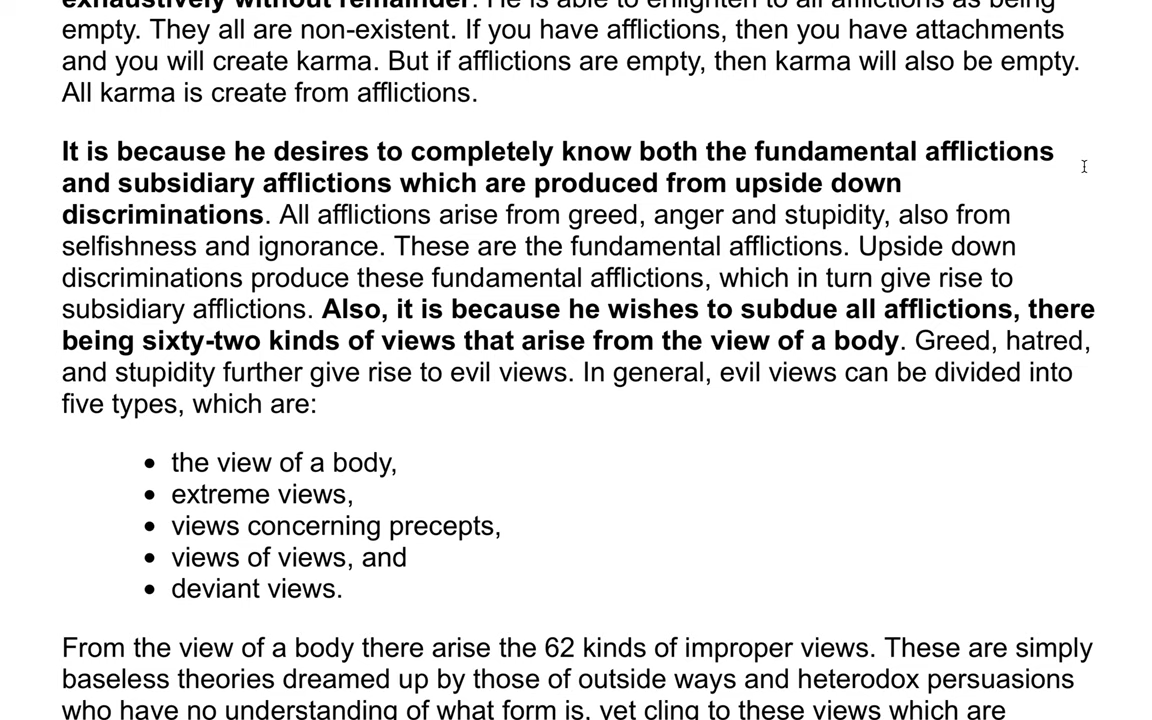 exhaustively without remainder. He is able to enlighten to all afflictions as being
empty. They all are non-existent. If you have afflictions, then you have attachments
and you will create karma. But if afflictions are empty, then karma will also be empty.
All karma is create from afflictions.
It is because he desires to completely know both the fundamental afflictions
and subsidiary afflictions which are produced from upside down
discriminations. All afflictions arise from greed, anger and stupidity, also from
selfishness and ignorance. These are the fundamental afflictions. Upside down
discriminations produce these fundamental afflictions, which in turn give rise to
subsidiary afflictions. Also, it is because he wishes to subdue all afflictions, there
being sixty-two kinds of views that arise from the view of a body. Greed, hatred,
and stupidity further give rise to evil views. In general, evil views can be divided into
five types, which are:
• the view of a body,
• extreme views,
• views concerning precepts,
• views of views, and
• deviant views.
From the view of a body there arise the 62 kinds of improper views. These are simply
baseless theories dreamed up by those of outside ways and heterodox persuasions
who have no understanding of what form is, yet cling to these views which are